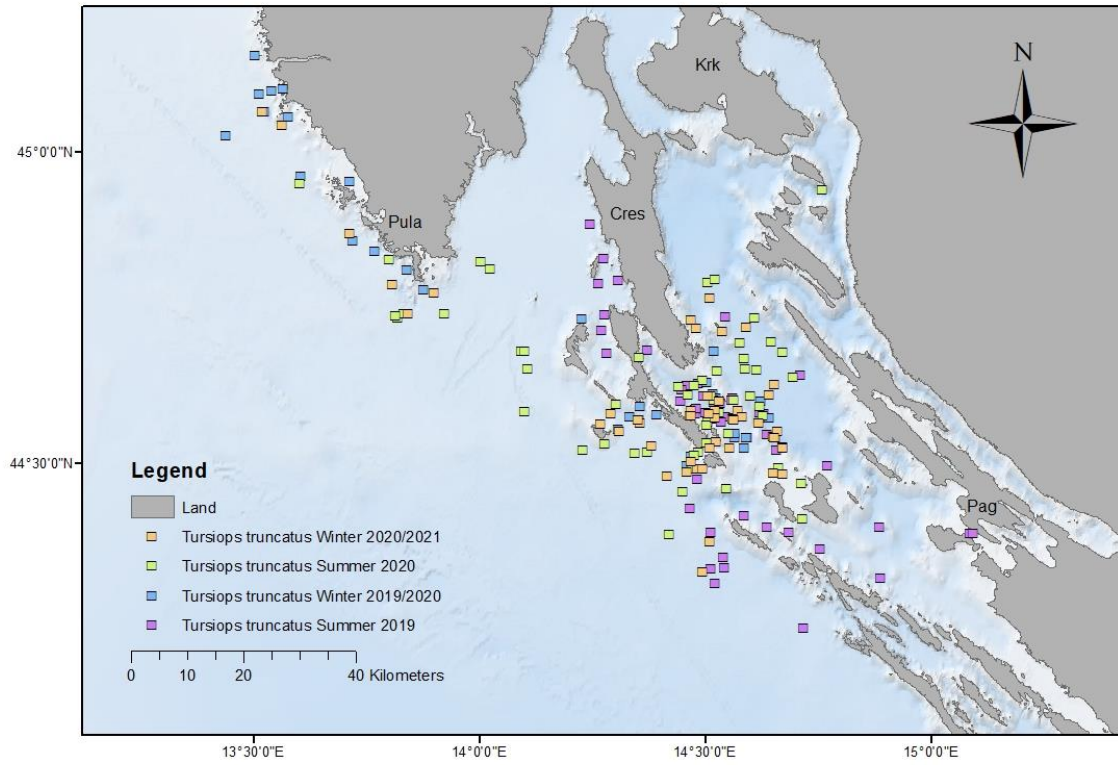 Krk
N
45°0'0"N
Cres
Pula
44°30'0"N
Pag
Legend
Land
Tursiops truncatus Winter 2020/2021
Tursiops truncatus Summer 2020
Tursiops truncatus Winter 2019/2020
Tursiops truncatus Summer 2019
0 10 20 40 Kilometers
13°30'0"E 14°0'0"E 14°30'0"E 15°0'0"E